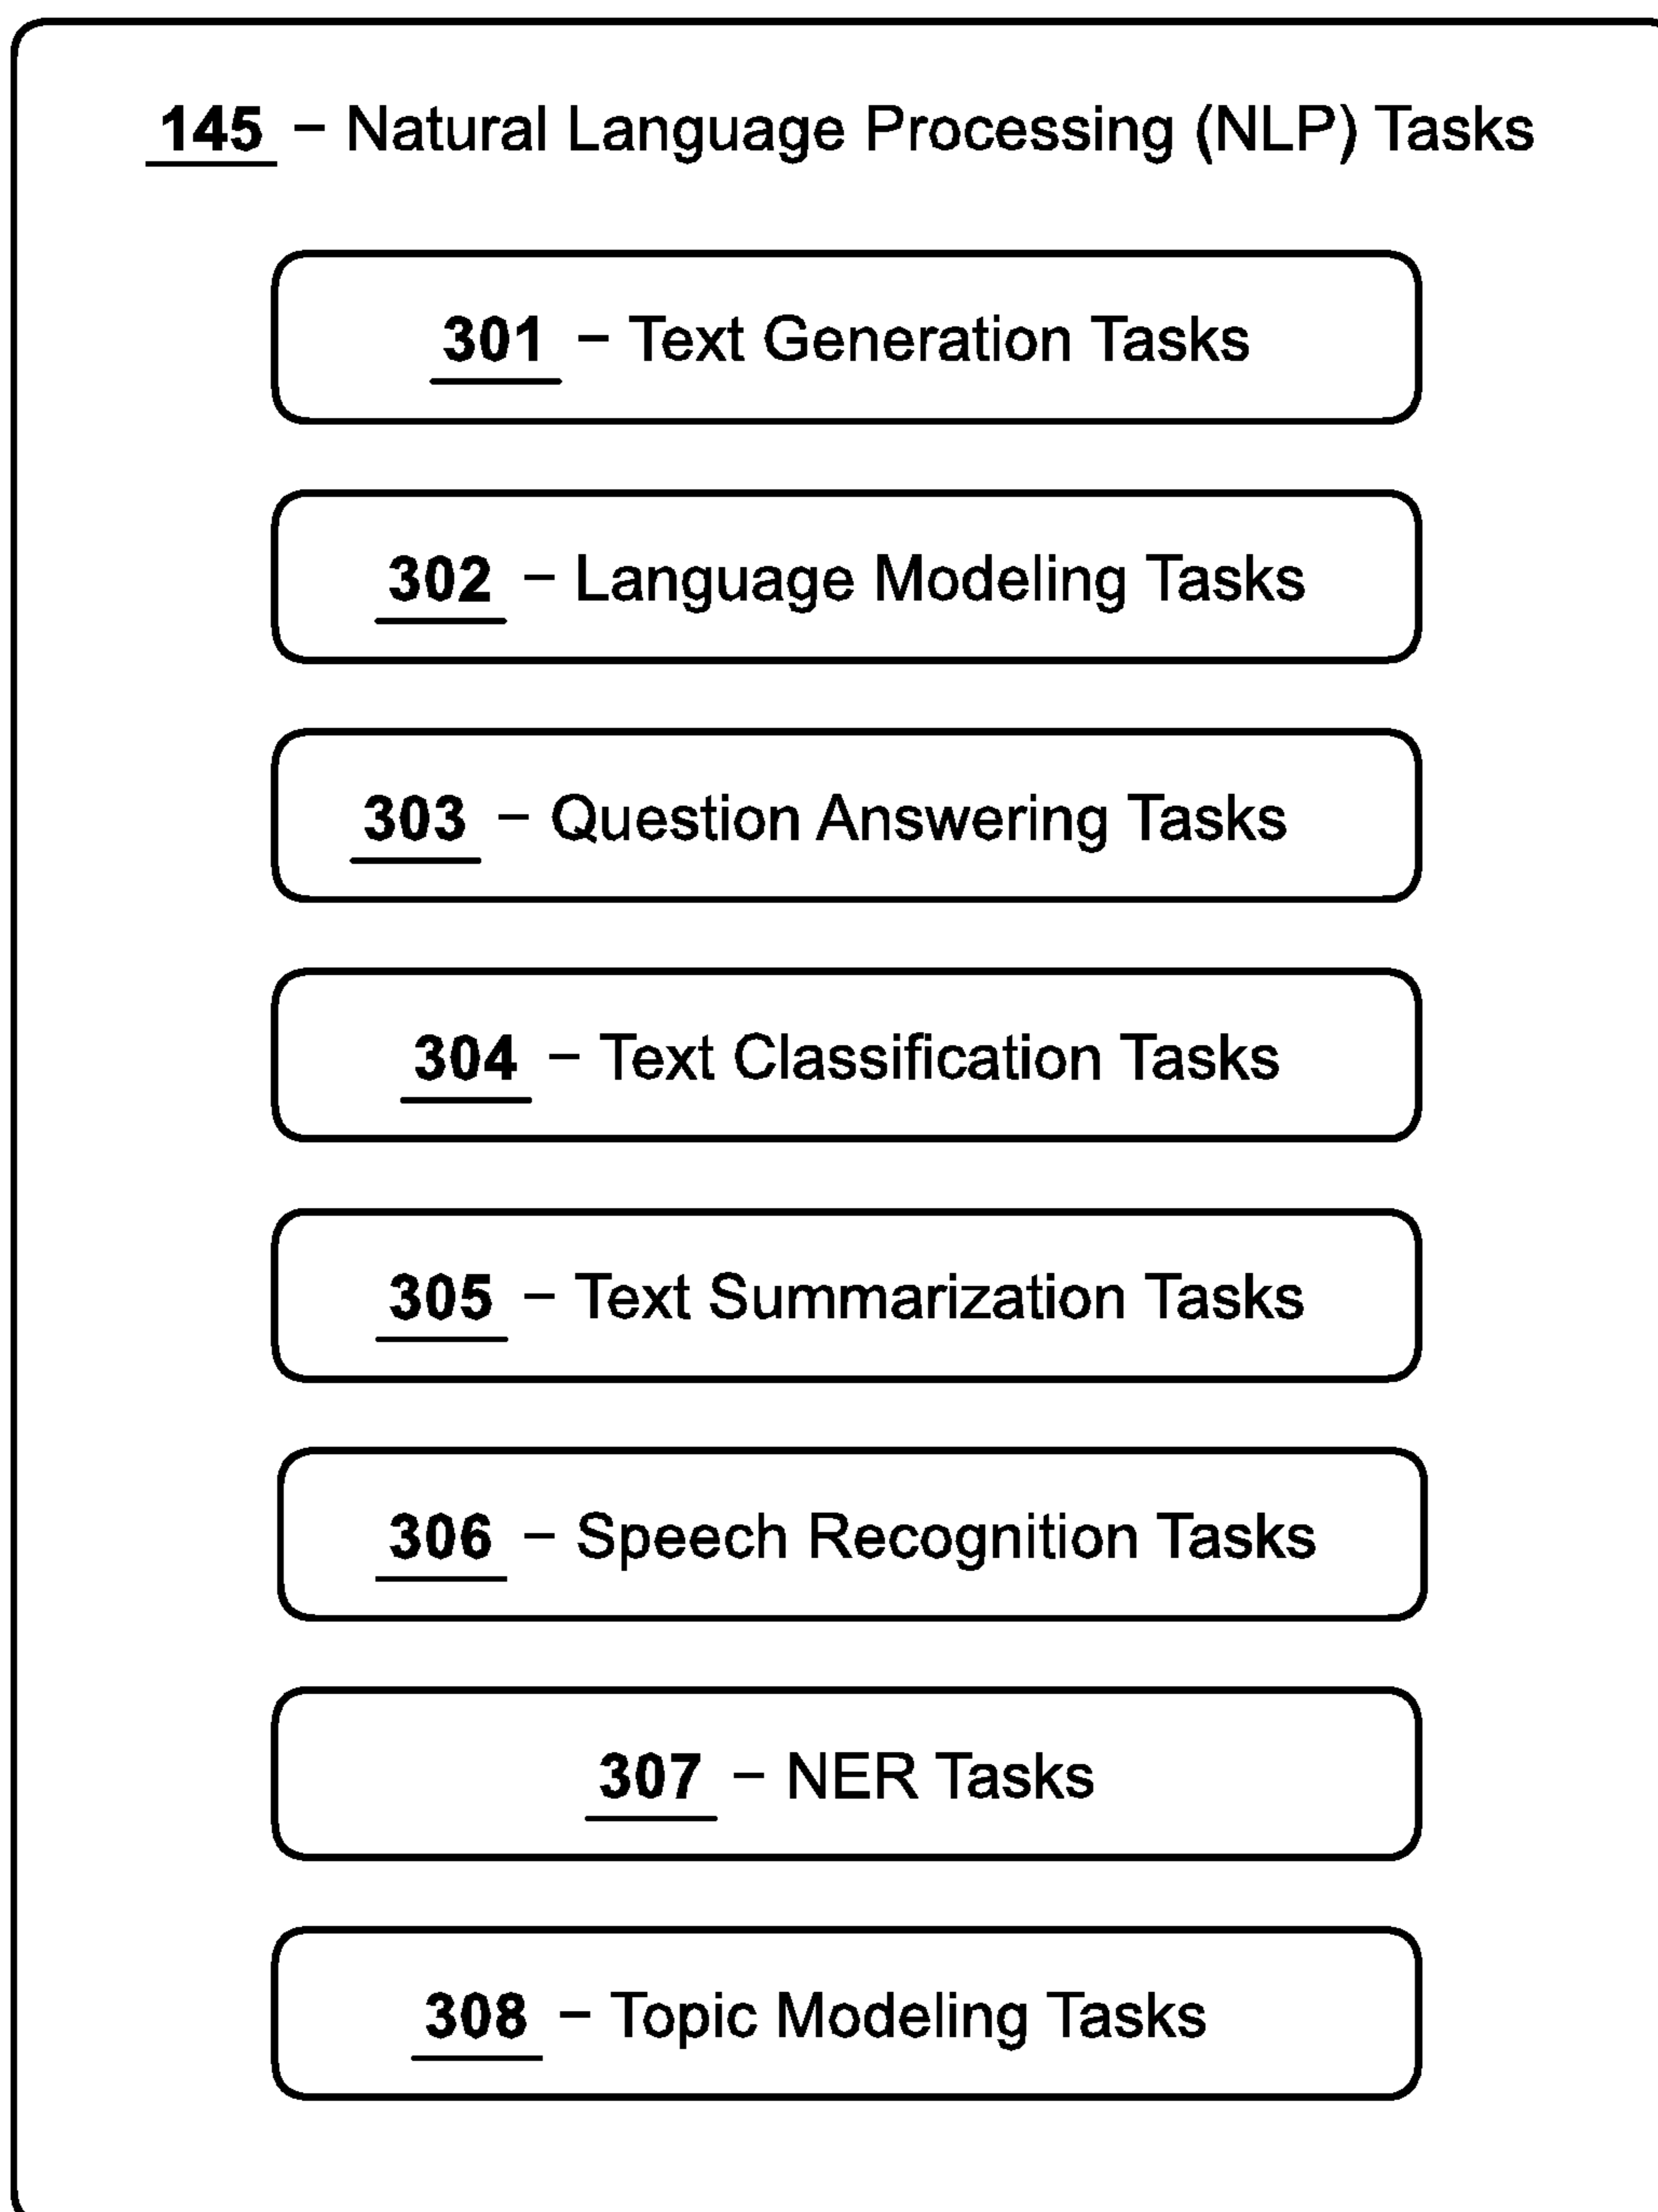 145 – Natural Language Processing (NLP) Tasks
301 – Text Generation Tasks
302 – Language Modeling Tasks
303 – Question Answering Tasks
304 – Text Classification Tasks
305 – Text Summarization Tasks
306 – Speech Recognition Tasks
307 – NER Tasks
308 – Topic Modeling Tasks